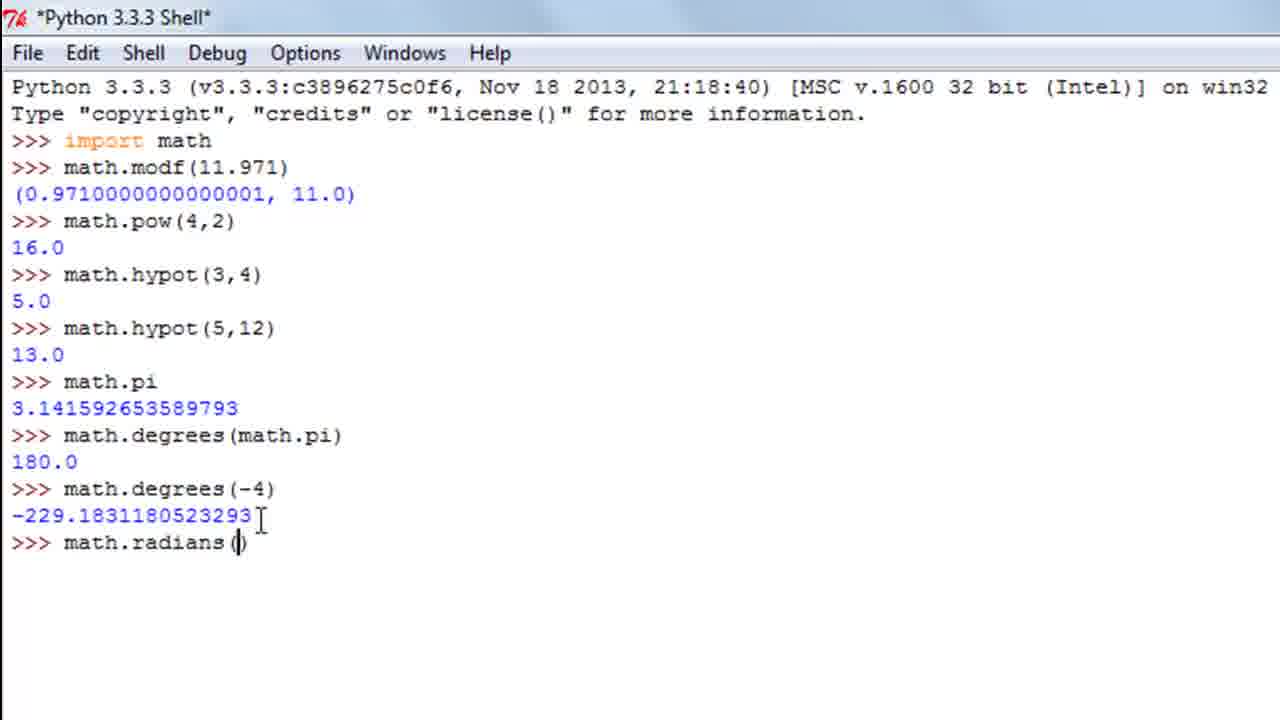 *Python 3.3.3 Shell*
File Edit Shell Debug Options Windows Help
Python 3.3.3 (v3.3.3:c3896275c0f6, Nov 18 2013, 21:18:40) [MSC v.1600 32 bit (Intel)] on win32
Type "copyright", "credits" or "license()" for more information.
>>> import math
>>> math.modf(11.971)
(0.9710000000000001, 11.0)
>>> math.pow(4,2)
16.0
>>> math.hypot(3,4)
5.0
>>> math.hypot(5,12)
13.0
>>> math.pi
3.141592653589793
>>> math.degrees(math.pi)
180.0
>>> math.degrees(-4)
-229.1831180523293
>>> math.radians()